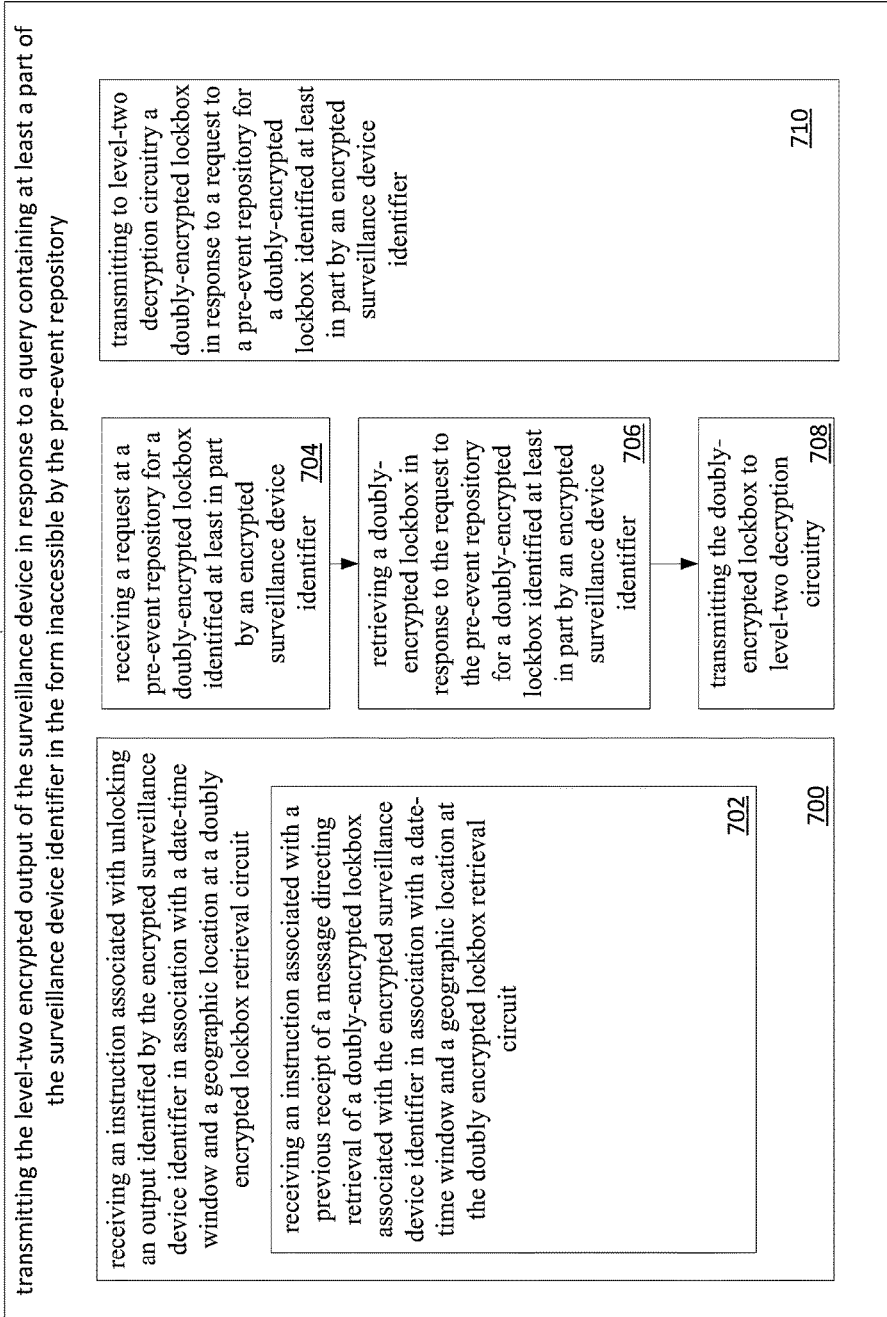 transmitting the level-two encrypted output of the surveillance device in response to a query containing at least a part of
the surveillance device identifier in the form inaccessible by the pre-event repository
receiving an instruction associated with unlocking
an output identified by the encrypted surveillance
device identifier in association with a date-time
window and a geographic location at a doubly
encrypted lockbox retrieval circuit
receiving an instruction associated with a
previous receipt of a message directing
retrieval of a doubly-encrypted lockbox
associated with the encrypted surveillance
device identifier in association with a date-
time window and a geographic location at
the doubly encrypted lockbox retrieval
circuit
702
700
receiving a request at a
pre-event repository for a
doubly-encrypted lockbox
identified at least in part
by an encrypted
surveillance device
identifier 704
retrieving a doubly-
encrypted lockbox in
response to the request to
the pre-event repository
for a doubly-encrypted
lockbox identified at least
in part by an encrypted
surveillance device
identifier 706
transmitting the doubly-
encrypted lockbox to
level-two decryption
circuitry 708
transmitting to level-two
decryption circuitry a
doubly-encrypted lockbox
in response to a request to
a pre-event repository for
a doubly-encrypted
lockbox identified at least
in part by an encrypted
surveillance device
identifier
710